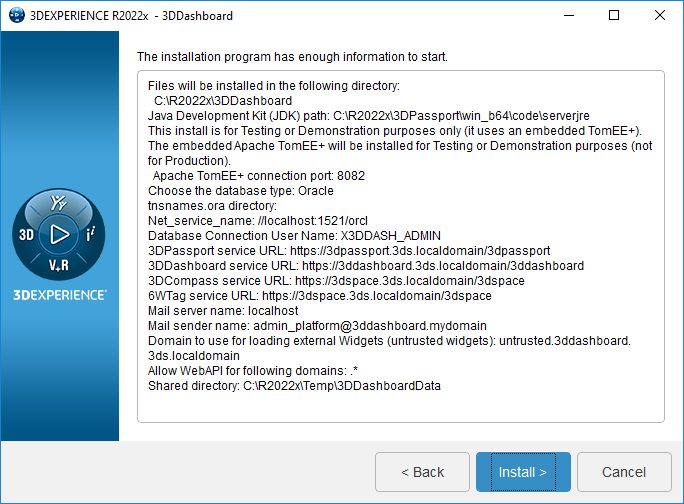 3DEXPERIENCE R2022x - 3DDashboard
The installation program has enough information to start.
Files will be installed in the following directory:
C:\R2022x\3DDashboard
Java Development Kit (JDK) path: C:\R2022x\3DPassport\win_b64\code\serverjre
This install is for Testing or Demonstration purposes only (it uses an embedded TomEE+).
The embedded Apache TomEE+ will be installed for Testing or Demonstration purposes (not
for Production).
Apache TomEE+ connection port: 8082
Choose the database type: Oracle
tnsnames.ora directory:
Net_service_name: //localhost:1521/orcl
Database Connection User Name: X3DDASH_ADMIN
3DPassport service URL: https://3dpassport.3ds.localdomain/3dpassport
3DDashboard service URL: https://3ddashboard.3ds.localdomain/3ddashboard
3DCompass service URL: https://3dspace.3ds.localdomain/3dspace
6WTag service URL: https://3dspace.3ds.localdomain/3dspace
Mail server name: localhost
Mail sender name: admin_platform@3ddashboard.mydomain
Domain to use for loading external Widgets (untrusted widgets): untrusted.3ddashboard.
3ds.localdomain
Allow WebAPI for following domains: .*
Shared directory: C:\R2022x\Temp\3DDashboardData
3D
i²
V+R
3DEXPERIENCE
< Back
Install >
Cancel